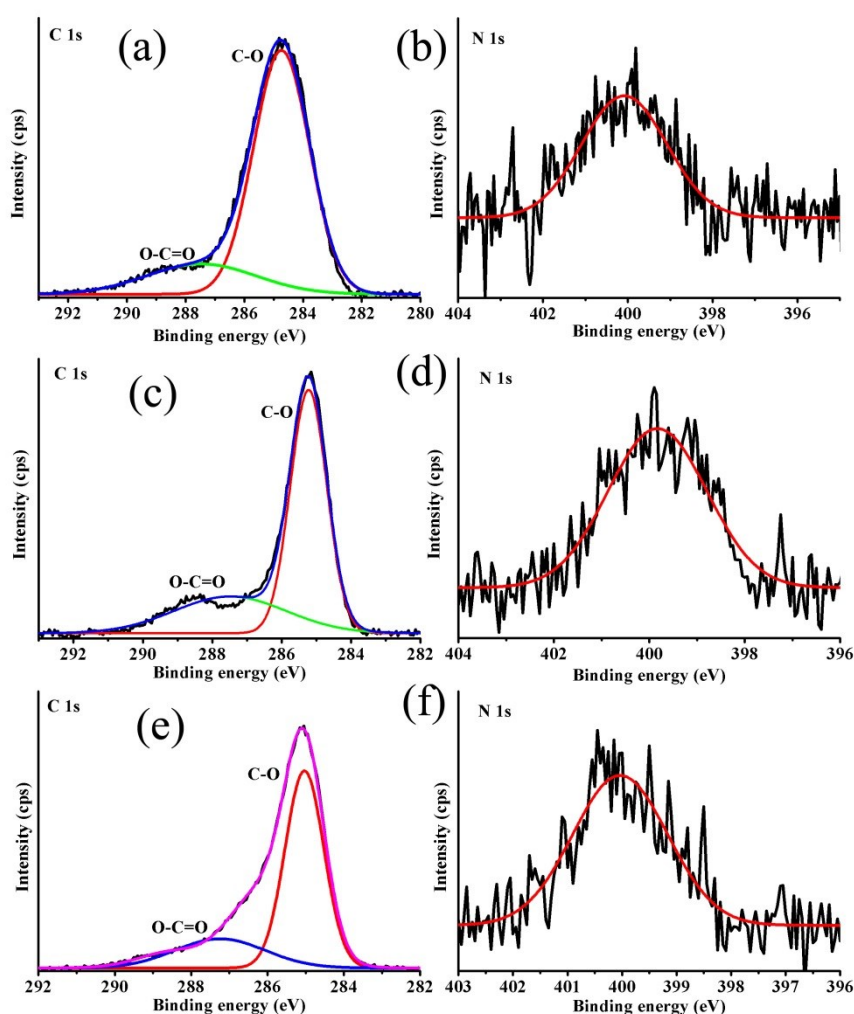 C 1s
(a)
C-O
O-C=O
Intensity (cps)
292 290 288 286 284 282 280
Binding energy (eV)
N 1s
(b)
Intensity (cps)
404 402 400 398 396
Binding energy (eV)
C 1s
(c)
C-O
O-C=O
Intensity (cps)
292 290 288 286 284 282
Binding energy (eV)
N 1s
(d)
Intensity (cps)
404 402 400 398 396
Binding energy (eV)
C 1s
(e)
C-O
O-C=O
Intensity (cps)
292 290 288 286 284 282
Binding energy (eV)
N 1s
(f)
Intensity (cps)
403 402 401 400 399 398 397 396
Binding energy (eV)